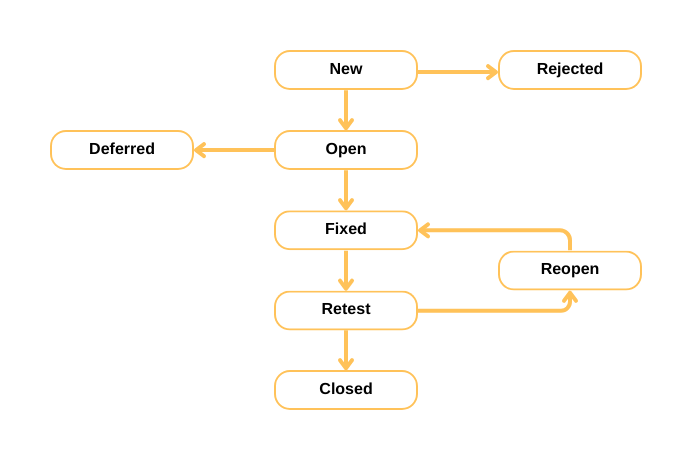 New
Rejected
Deferred
Open
Fixed
Reopen
Retest
Closed